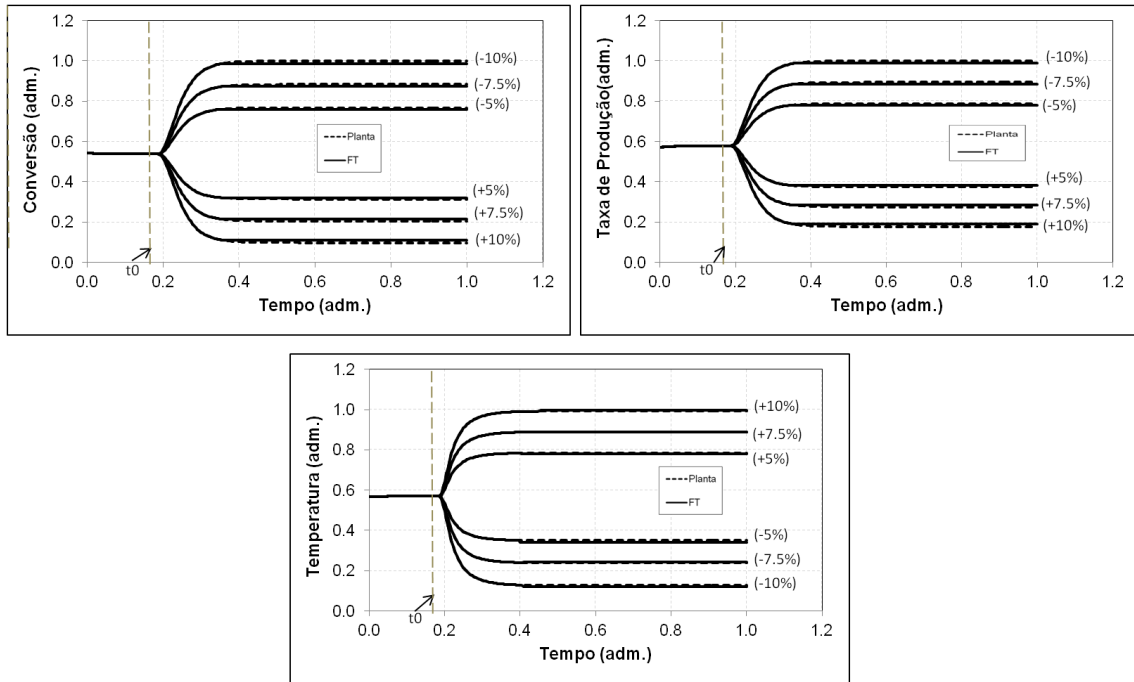 Conversão (adm.)
1.2
1.0
0.8
0.6
0.4
0.2
0.0
(-10%)
(-7.5%)
(-5%)
Planta
FT
(+5%)
(+7.5%)
(+10%)
t0
0.0 0.2 0.4 0.6 0.8 1.0 1.2
Tempo (adm.)
Taxa de Produção(adm.)
1.2
1.0
0.8
0.6
0.4
0.2
0.0
(-10%)
(-7.5%)
(-5%)
Planta
FT
(+5%)
(+7.5%)
(+10%)
t0
0.0 0.2 0.4 0.6 0.8 1.0 1.2
Tempo (adm.)
Temperatura (adm.)
1.2
1.0
0.8
0.6
0.4
0.2
0.0
(+10%)
(+7.5%)
(+5%)
Planta
FT
(-5%)
(-7.5%)
(-10%)
t0
0.0 0.2 0.4 0.6 0.8 1.0 1.2
Tempo (adm.)